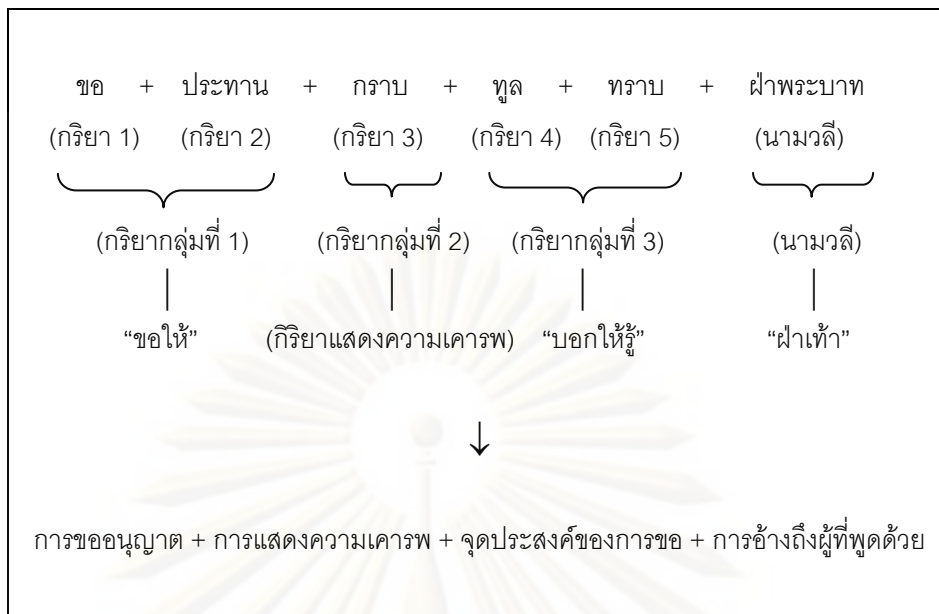 ขอ + ประทาน + กราบ + ทูล + ทราบ + ฝ่าพระบาท
(กริยา 1) (กริยา 2) (กริยา 3) (กริยา 4) (กริยา 5) (นามวลี)
(กริยากลุ่มที่ 1) (กริยากลุ่มที่ 2) (กริยากลุ่มที่ 3) (นามวลี)
“ขอให้” (กิริยาแสดงความเคารพ) “บอกให้รู้” “ฝ่าเท้า”
↓
การขออนุญาต + การแสดงความเคารพ + จุดประสงค์ของการขอ + การอ้างถึงผู้ที่พูดด้วย